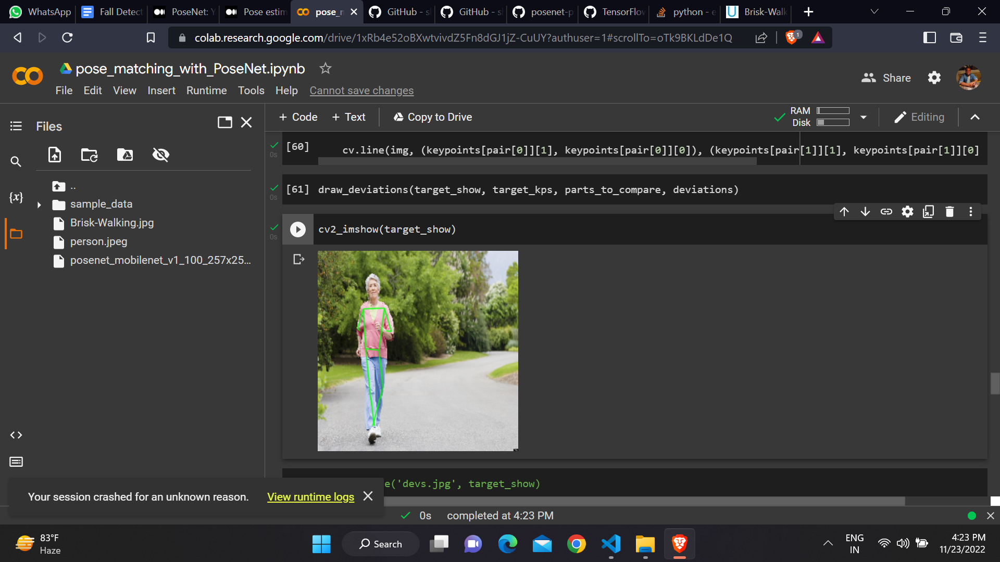 WhatsApp
Fall Detect
PoseNet: Y
Pose estim
pose_n
GitHub - sl
GitHub - sl
posenet-p
TensorFlow
python - e
Brisk-Walk
colab.research.google.com/drive/1xRb4e52oBXwtvivdZ5Fn8dGJ1jZ-CuUY?authuser=1#scrollTo=oTk9BKLdDe1Q
1
pose_matching_with_PoseNet.ipynb
File Edit View Insert Runtime Tools Help Cannot save changes
Share
Files
+ Code + Text Copy to Drive
RAM
Disk
Editing
..
sample_data
Brisk-Walking.jpg
person.jpeg
posenet_mobilenet_v1_100_257x25...
{x}
<>
0s
[60] cv.line(img, (keypoints[pair[0]][1], keypoints[pair[0]][0]), (keypoints[pair[1]][1], keypoints[pair[1]][0]
0s
[61] draw_deviations(target_show, target_kps, parts_to_compare, deviations)
0s
cv2_imshow(target_show)
e('devs.jpg', target_show)
Your session crashed for an unknown reason. View runtime logs
0s completed at 4:23 PM
83°F
Haze
Search
ENG
IN
4:23 PM
11/23/2022